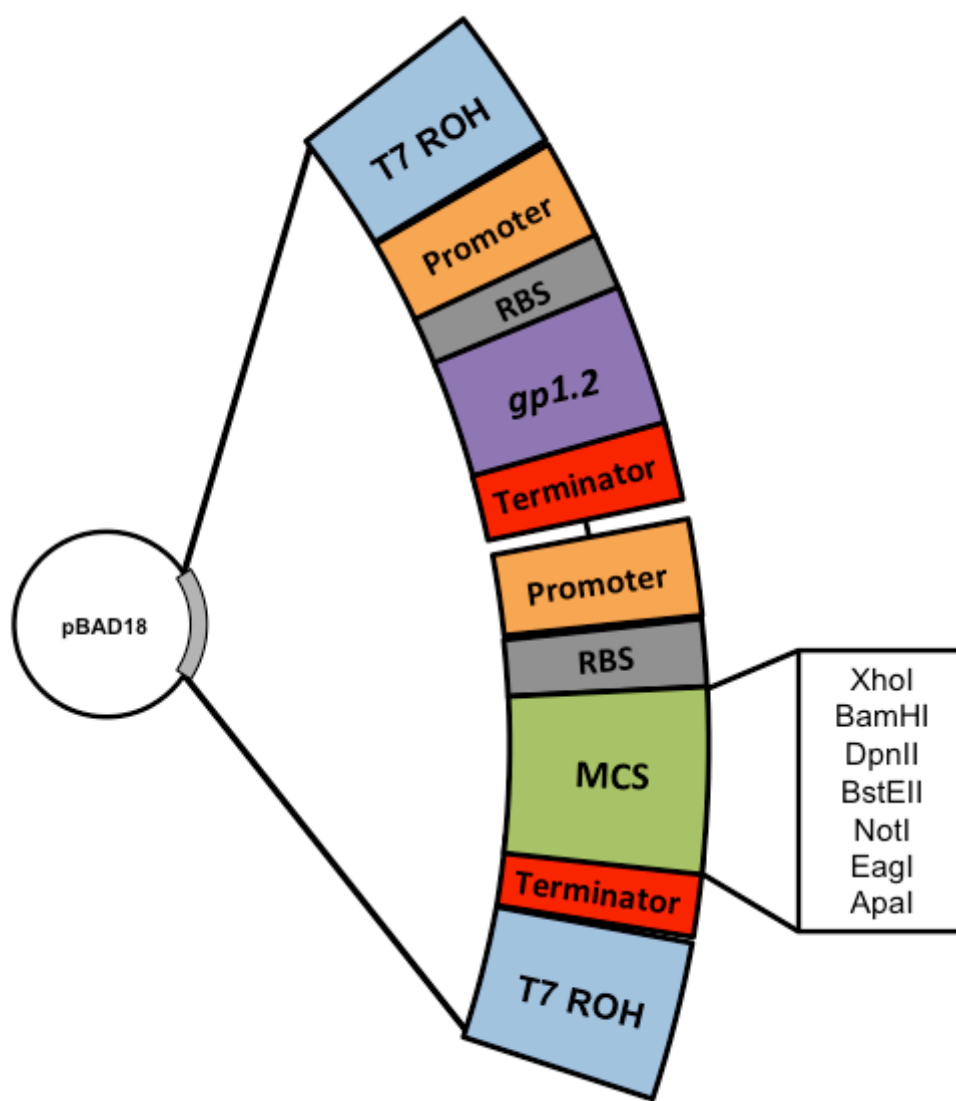 T7 ROH
Promoter
RBS
gp1.2
Terminator
pBAD18
Promoter
RBS
MCS
Terminator
T7 ROH
XhoI
BamHI
DpnII
BstEII
NotI
EagI
ApaI